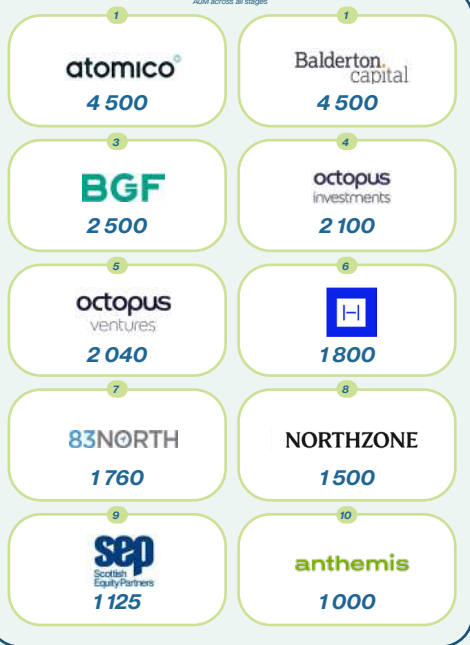 AuM across all stages
1
atomico
4 500
1
Balderton.
capital
4 500
3
BGF
2 500
4
octopus
investments
2 100
5
octopus
ventures
2 040
6
H
1 800
7
83NORTH
1 760
8
NORTHZONE
1 500
9
sep
Scottish
Equity Partners
1 125
10
anthemis
1 000